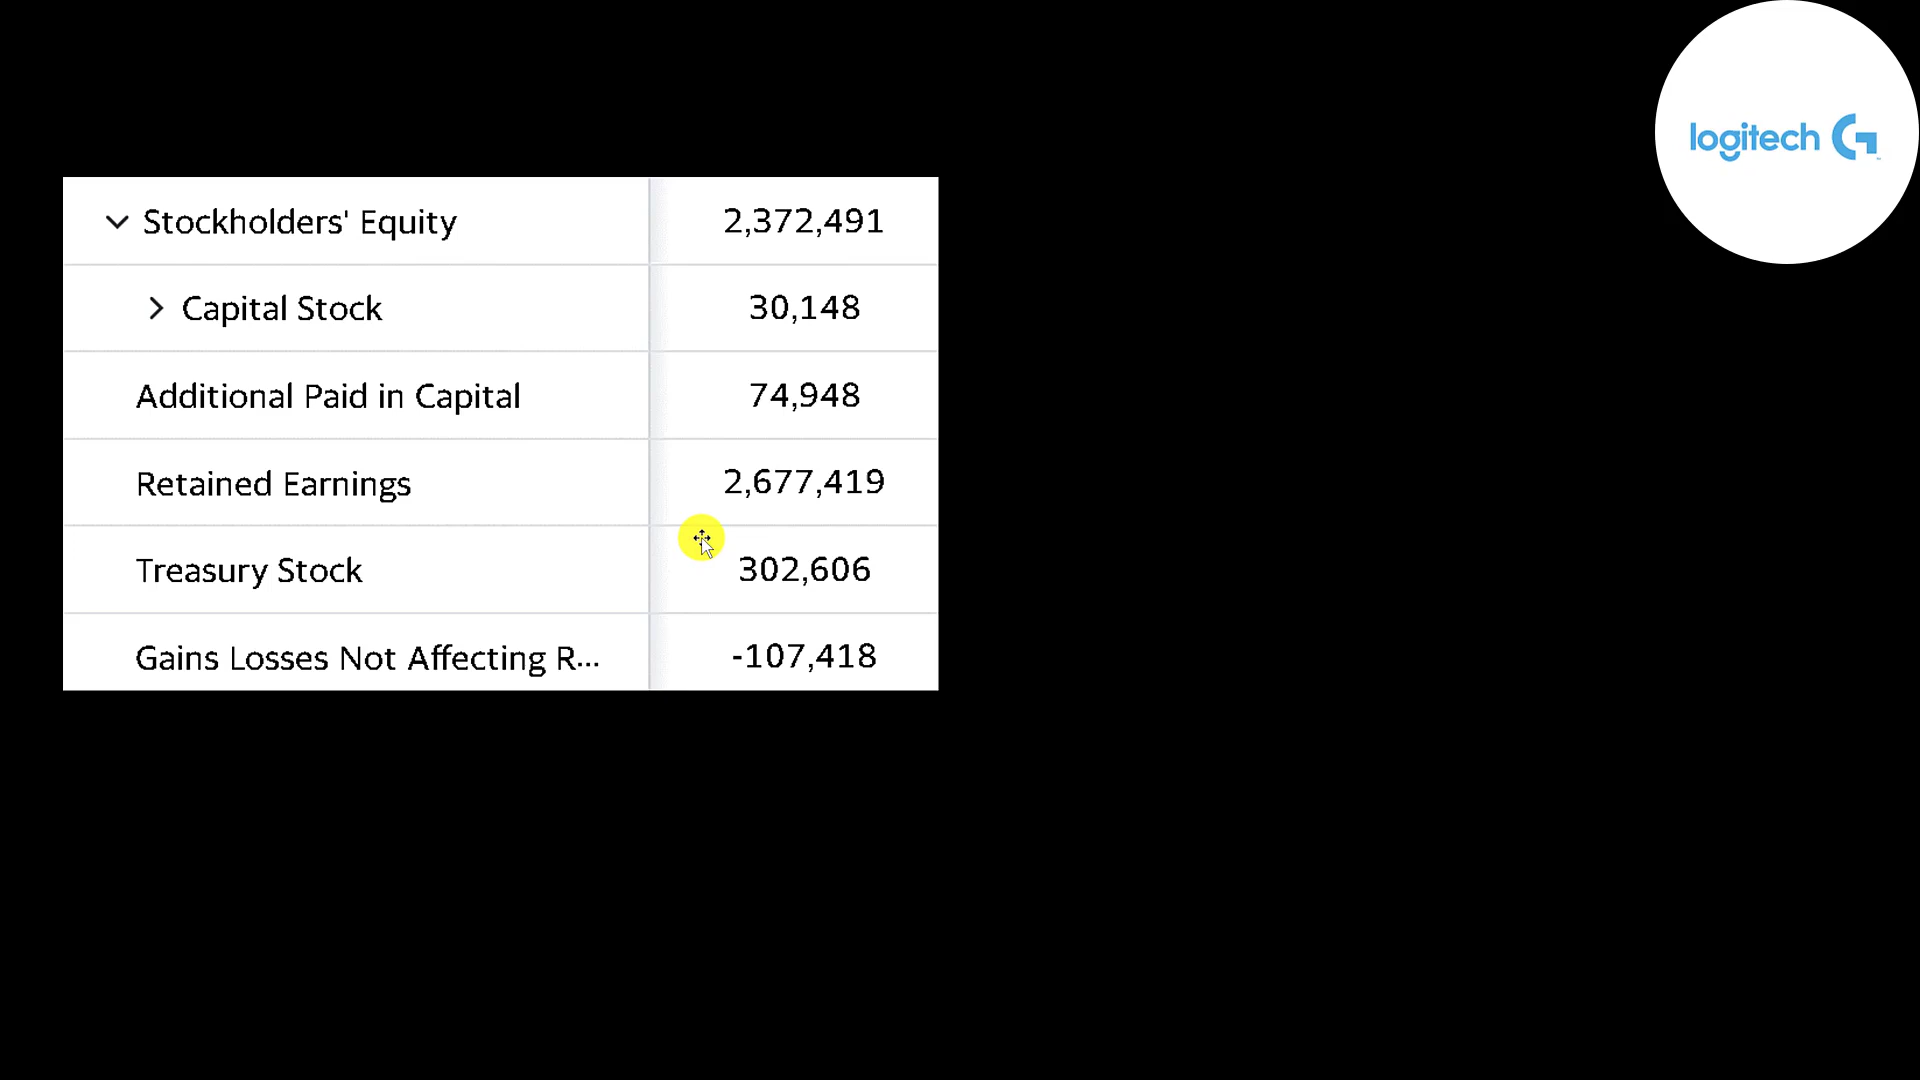 logitech G
Stockholders' Equity 2,372,491
Capital Stock 30,148
Additional Paid in Capital 74,948
Retained Earnings 2,677,419
Treasury Stock 302,606
Gains Losses Not Affecting R... -107,418